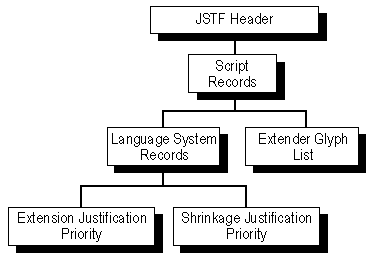 JSTF Header
Script
Records
Language System
Records
Extender Glyph
List
Extension Justification
Priority
Shrinkage Justification
Priority